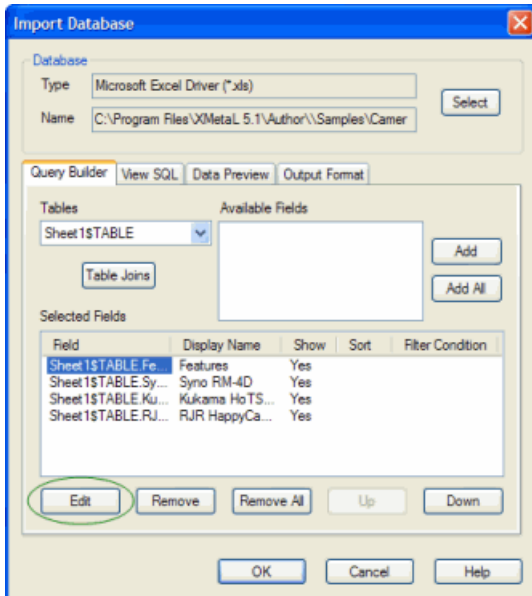 Import Database
Database
Type Microsoft Excel Driver (*.xls)
Select
Name C:\Program Files\XMetaL 5.1\Author\\Samples\Camer
Query Builder View SQL Data Preview Output Format
Tables Available Fields
Sheet1$TABLE
Add
Table Joins
Add All
Selected Fields
Field Display Name Show Sort Filter Condition
Sheet1$TABLE.Fe... Features Yes
Sheet1$TABLE.Sy... Syno RM-4D Yes
Sheet1$TABLE.Ku... Kukama HoTS... Yes
Sheet1$TABLE.RJ... RJR HappyCa... Yes
Edit Remove Remove All Up Down
OK Cancel Help